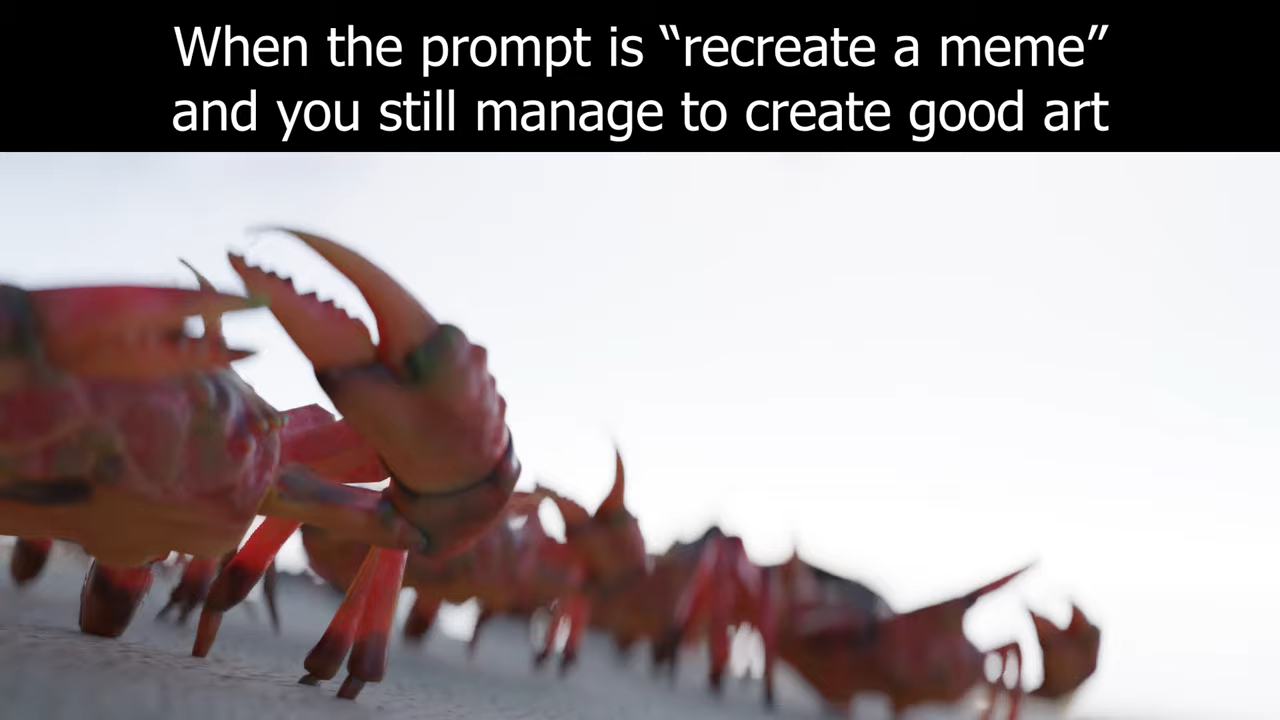 When the prompt is “recreate a meme”
and you still manage to create good art